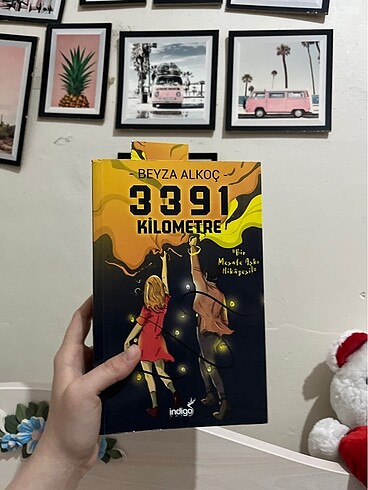 BEYZA ALKOÇ
3391
KİLOMETRE
"Bir
Mesafe Aşkı
Hikâyesi"
indigo